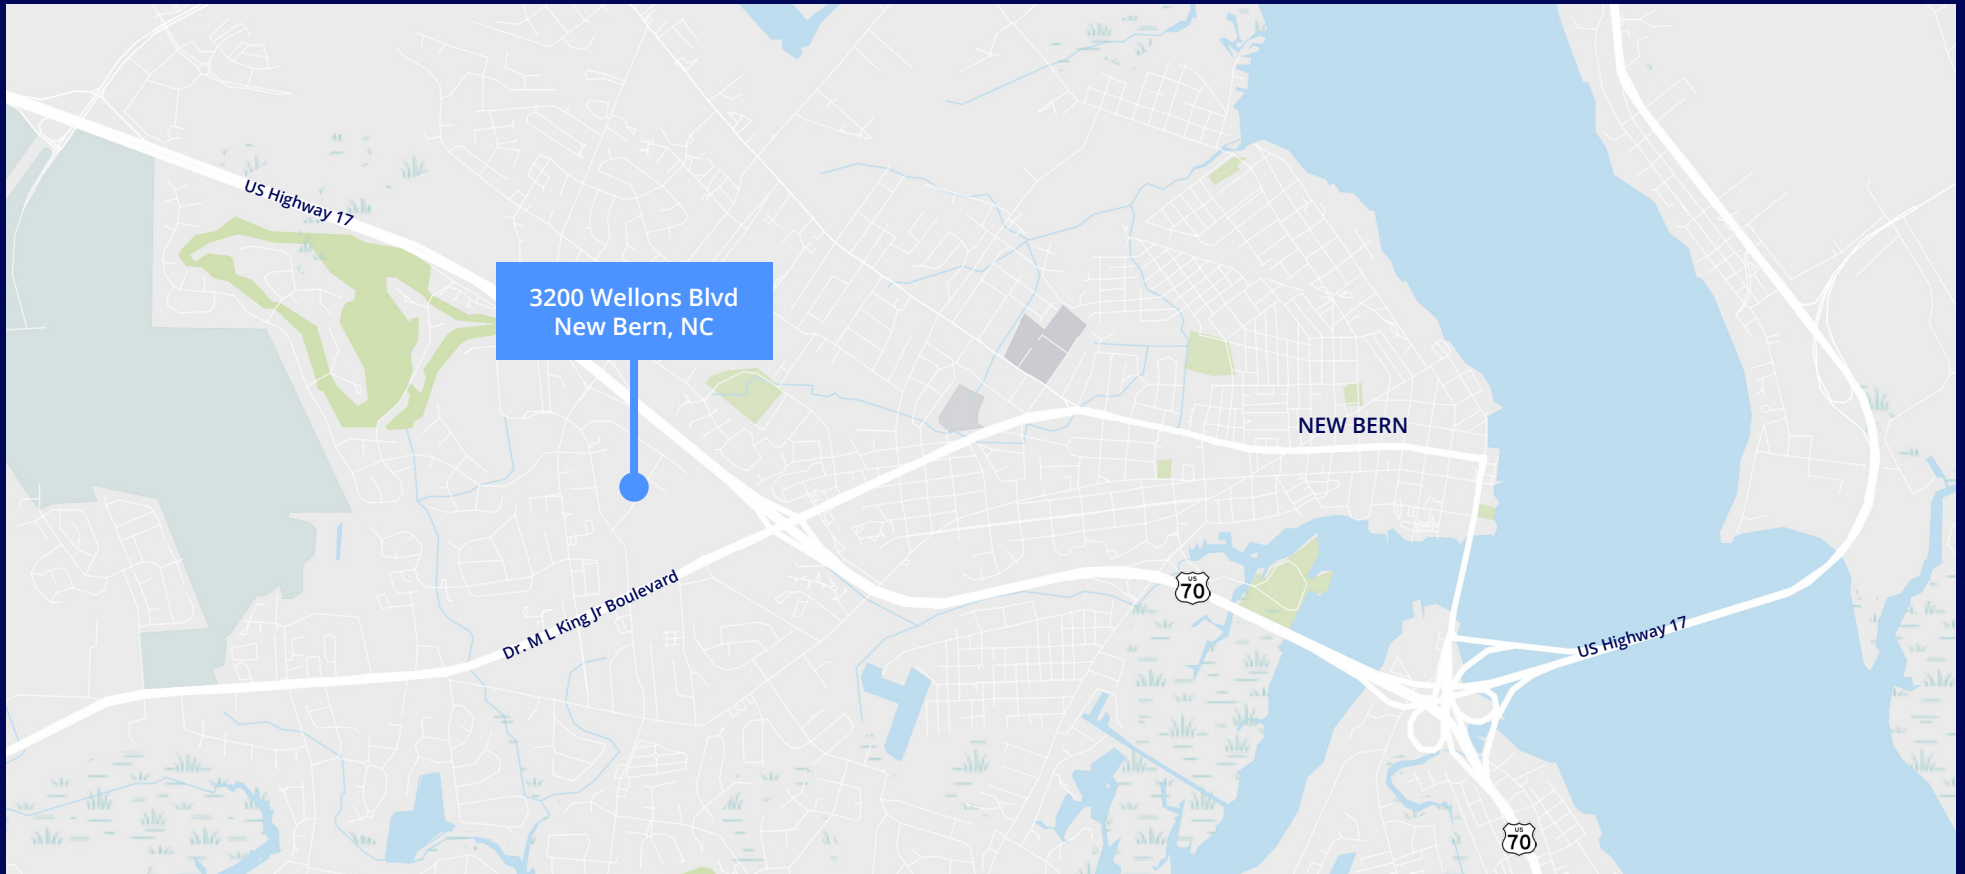 US Highway 17
3200 Wellons Blvd
New Bern, NC
NEW BERN
US
70
Dr. M L King Jr Boulevard
US Highway 17
US
70